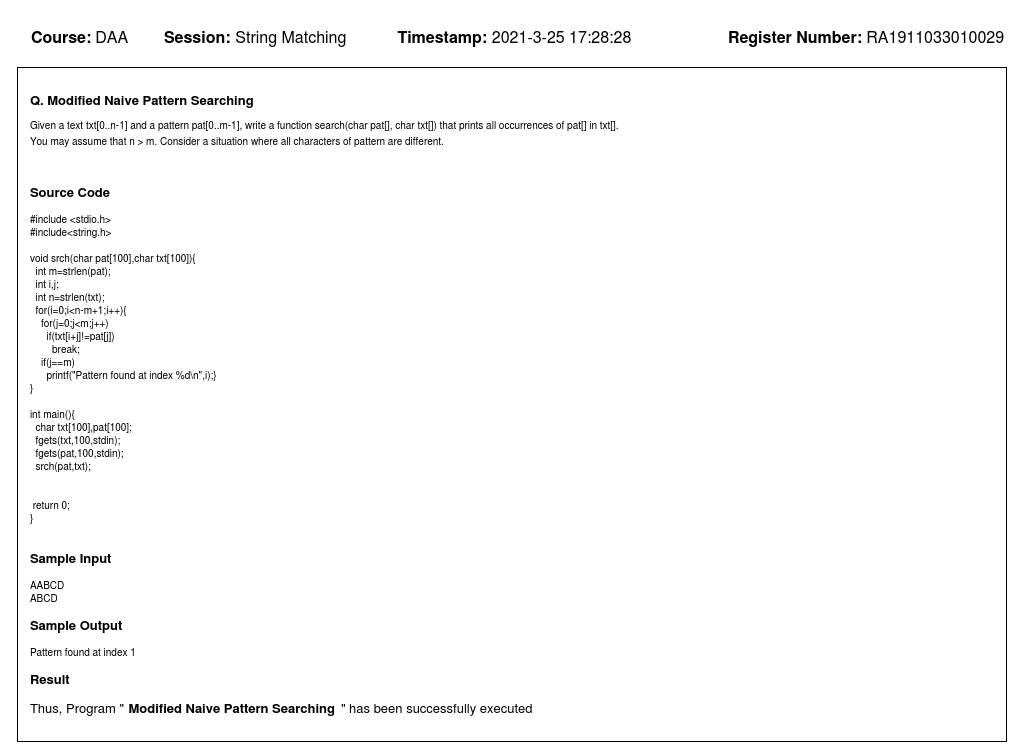 Course: DAA Session: String Matching Timestamp: 2021-3-25 17:28:28 Register Number: RA1911033010029
Q. Modified Naive Pattern Searching
Given a text txt[0..n-1] and a pattern pat[0..m-1], write a function search(char pat[], char txt[]) that prints all occurrences of pat[] in txt[].
You may assume that n > m. Consider a situation where all characters of pattern are different.
Source Code
#include <stdio.h>
#include<string.h>
void srch(char pat[100],char txt[100]){
int m=strlen(pat);
int i,j;
int n=strlen(txt);
for(i=0;i<n-m+1;i++){
for(j=0;j<m;j++)
if(txt[i+j]!=pat[j])
break;
if(j==m)
printf("Pattern found at index %d\n",i);}
}
int main(){
char txt[100],pat[100];
fgets(txt,100,stdin);
fgets(pat,100,stdin);
srch(pat,txt);
return 0;
}
Sample Input
AABCD
ABCD
Sample Output
Pattern found at index 1
Result
Thus, Program " Modified Naive Pattern Searching " has been successfully executed